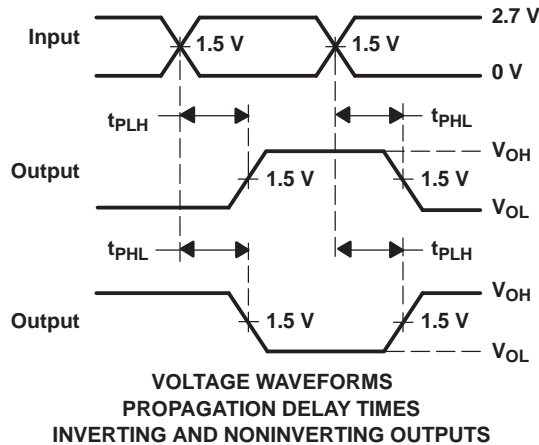 2.7 V
Input
1.5 V 1.5 V
0 V
tPLH tPHL
VOH
Output
1.5 V 1.5 V
VOL
tPHL tPLH
VOH
Output
1.5 V 1.5 V
VOL
VOLTAGE WAVEFORMS
PROPAGATION DELAY TIMES
INVERTING AND NONINVERTING OUTPUTS